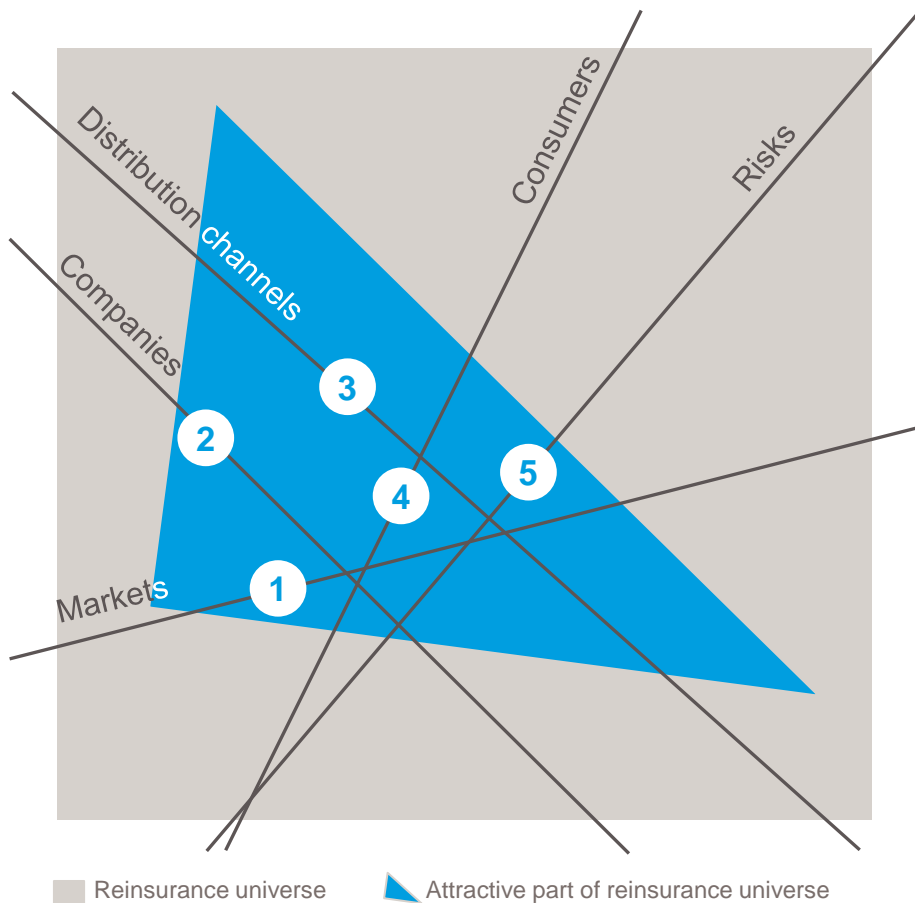 Consumers
Risks
Distribution channels
Companies
3
2
5
4
1
Markets
Reinsurance universe
Attractive part of reinsurance universe